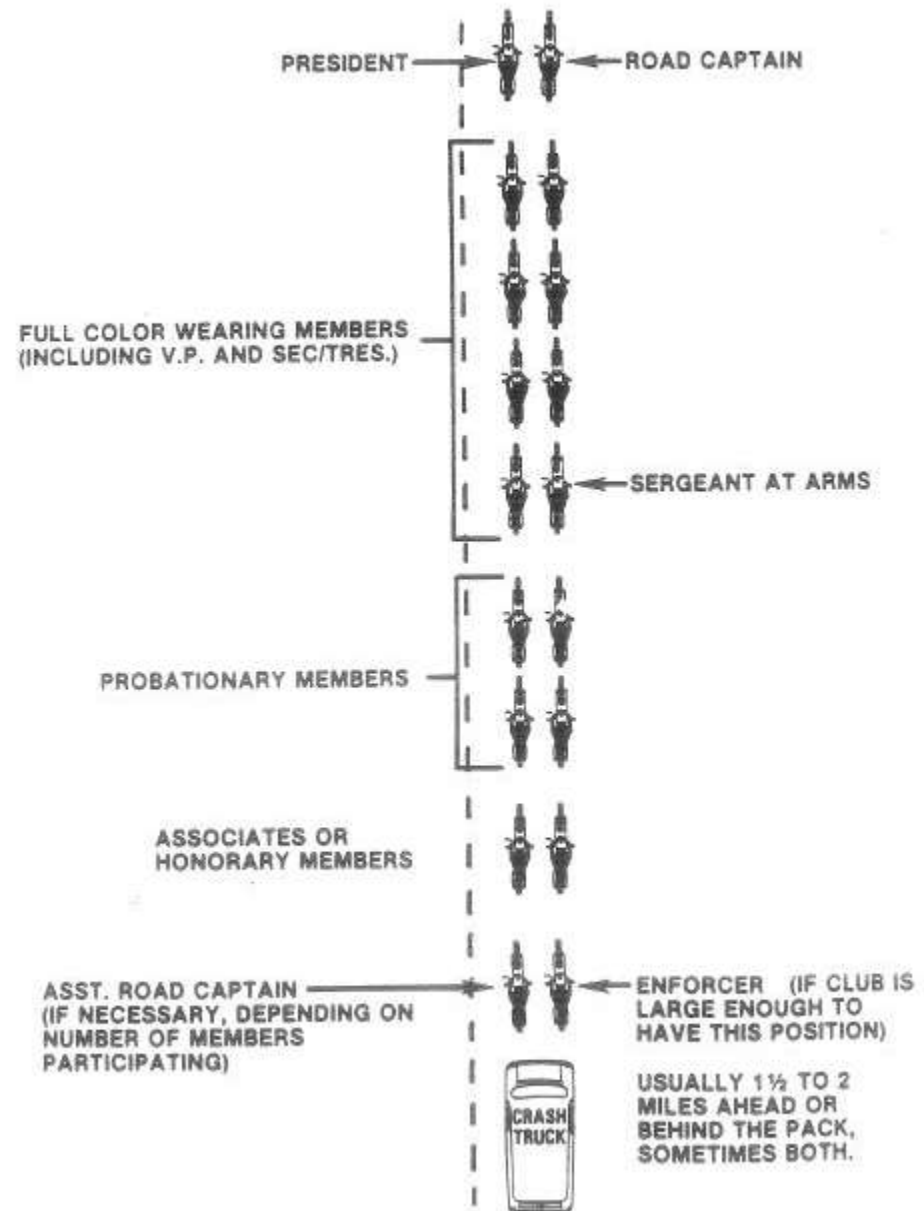 PRESIDENT
ROAD CAPTAIN
FULL COLOR WEARING MEMBERS
(INCLUDING V.P. AND SEC/TRES.)
SERGEANT AT ARMS
PROBATIONARY MEMBERS
ASSOCIATES OR
HONORARY MEMBERS
ASST. ROAD CAPTAIN
(IF NECESSARY, DEPENDING ON
NUMBER OF MEMBERS
PARTICIPATING)
ENFORCER (IF CLUB IS
LARGE ENOUGH TO
HAVE THIS POSITION)
CRASH
TRUCK
USUALLY 1½ TO 2
MILES AHEAD OR
BEHIND THE PACK,
SOMETIMES BOTH.